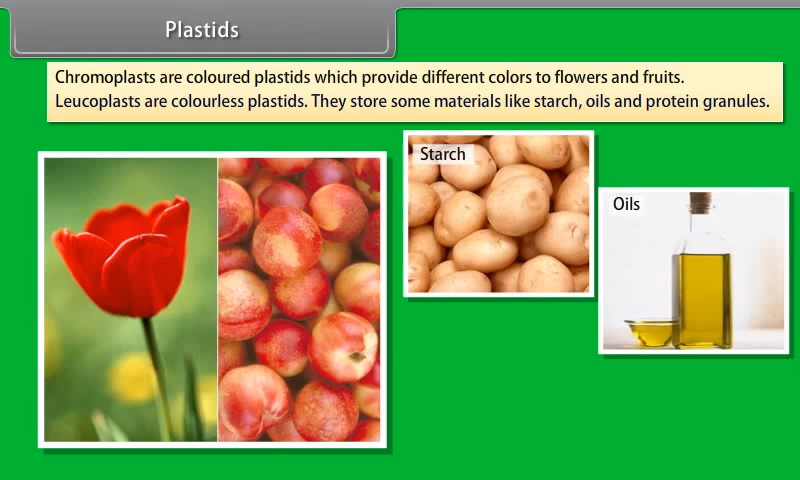 Plastids
Chromoplasts are coloured plastids which provide different colors to flowers and fruits.
Leucoplasts are colourless plastids. They store some materials like starch, oils and protein granules.
Starch
Oils